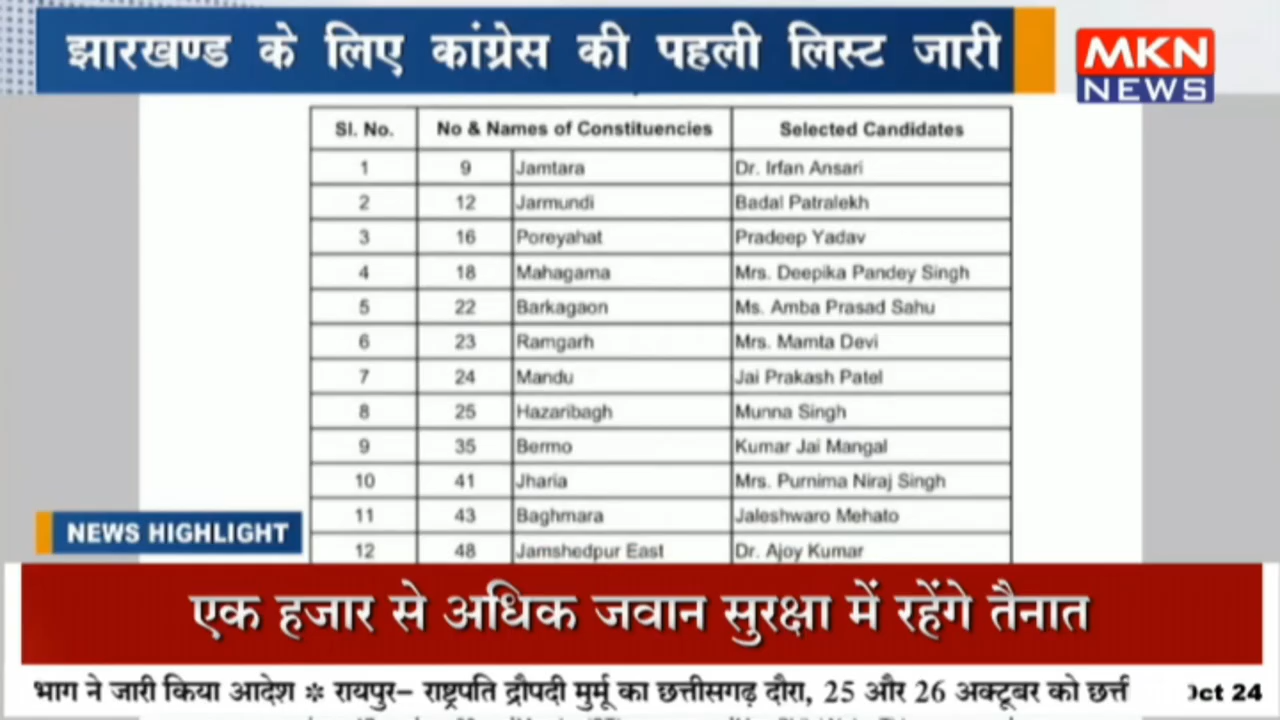 झारखण्ड के लिए कांग्रेस की पहली लिस्ट जारी
MKN
NEWS
Sl. No. No & Names of Constituencies Selected Candidates
1 9 Jamtara Dr. Irfan Ansari
2 12 Jarmundi Badal Patralekh
3 16 Poreyahat Pradeep Yadav
4 18 Mahagama Mrs. Deepika Pandey Singh
5 22 Barkagaon Ms. Amba Prasad Sahu
6 23 Ramgarh Mrs. Mamta Devi
7 24 Mandu Jai Prakash Patel
8 25 Hazaribagh Munna Singh
9 35 Bermo Kumar Jai Mangal
10 41 Jharia Mrs. Purnima Niraj Singh
11 43 Baghmara Jaleshwaro Mehato
12 48 Jamshedpur East Dr. Ajoy Kumar
NEWS HIGHLIGHT
एक हजार से अधिक जवान सुरक्षा में रहेंगे तैनात
भाग ने जारी किया आदेश ❇ रायपुर– राष्ट्रपति द्रौपदी मुर्मू का छत्तीसगढ़ दौरा, 25 और 26 अक्टूबर को छर्त्त
24